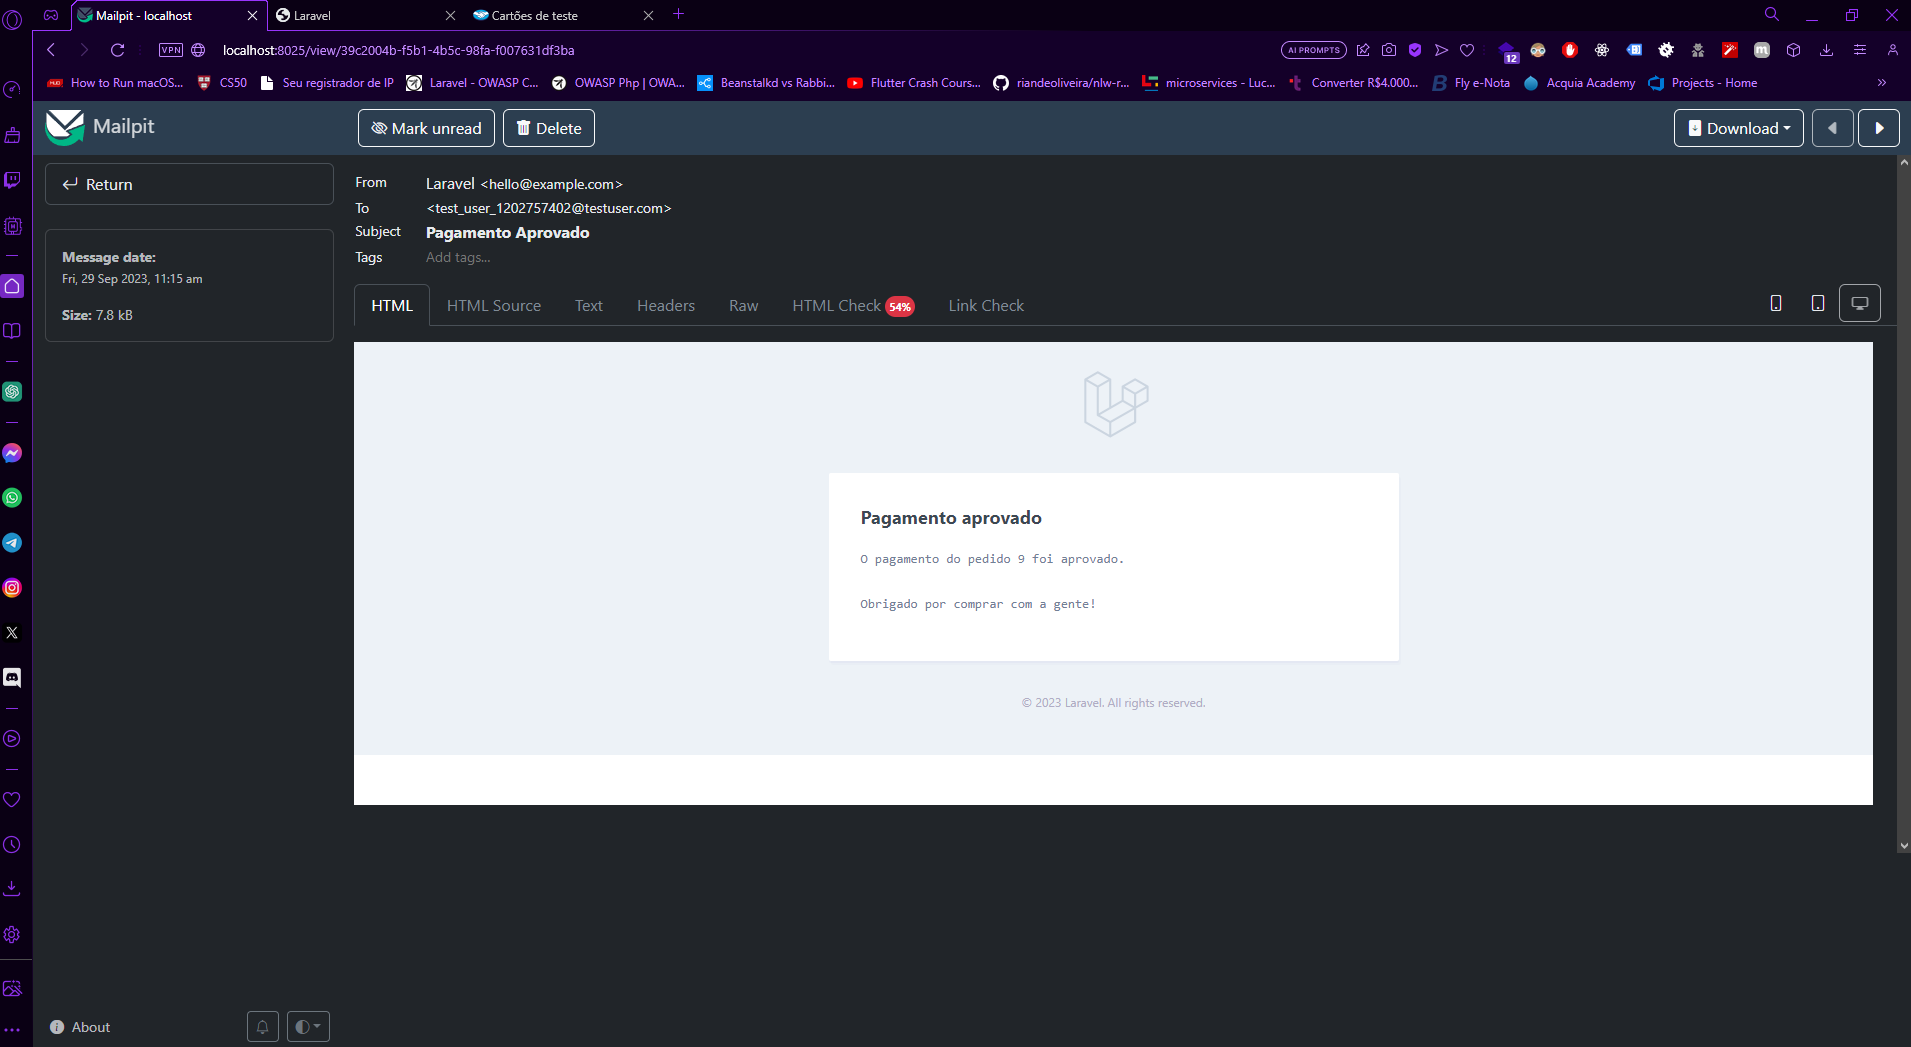 Mailpit - localhost
Laravel
Cartões de teste
VPN
localhost:8025/view/39c2004b-f5b1-4b5c-98fa-f007631df3ba
AI PROMPTS
12
How to Run macOS...
CS50
Seu registrador de IP
Laravel - OWASP C...
OWASP Php | OWA...
Beanstalkd vs Rabbi...
Flutter Crash Cours...
riandeoliveira/nlw-r...
microservices - Luc...
Converter R$4.000...
Fly e-Nota
Acquia Academy
Projects - Home
Mailpit
Mark unread
Delete
Download
Return
Message date:
Fri, 29 Sep 2023, 11:15 am
Size: 7.8 kB
From Laravel <hello@example.com>
To <test_user_1202757402@testuser.com>
Subject Pagamento Aprovado
Tags Add tags...
HTML
HTML Source
Text
Headers
Raw
HTML Check 54%
Link Check
Pagamento aprovado
O pagamento do pedido 9 foi aprovado.
Obrigado por comprar com a gente!
© 2023 Laravel. All rights reserved.
About